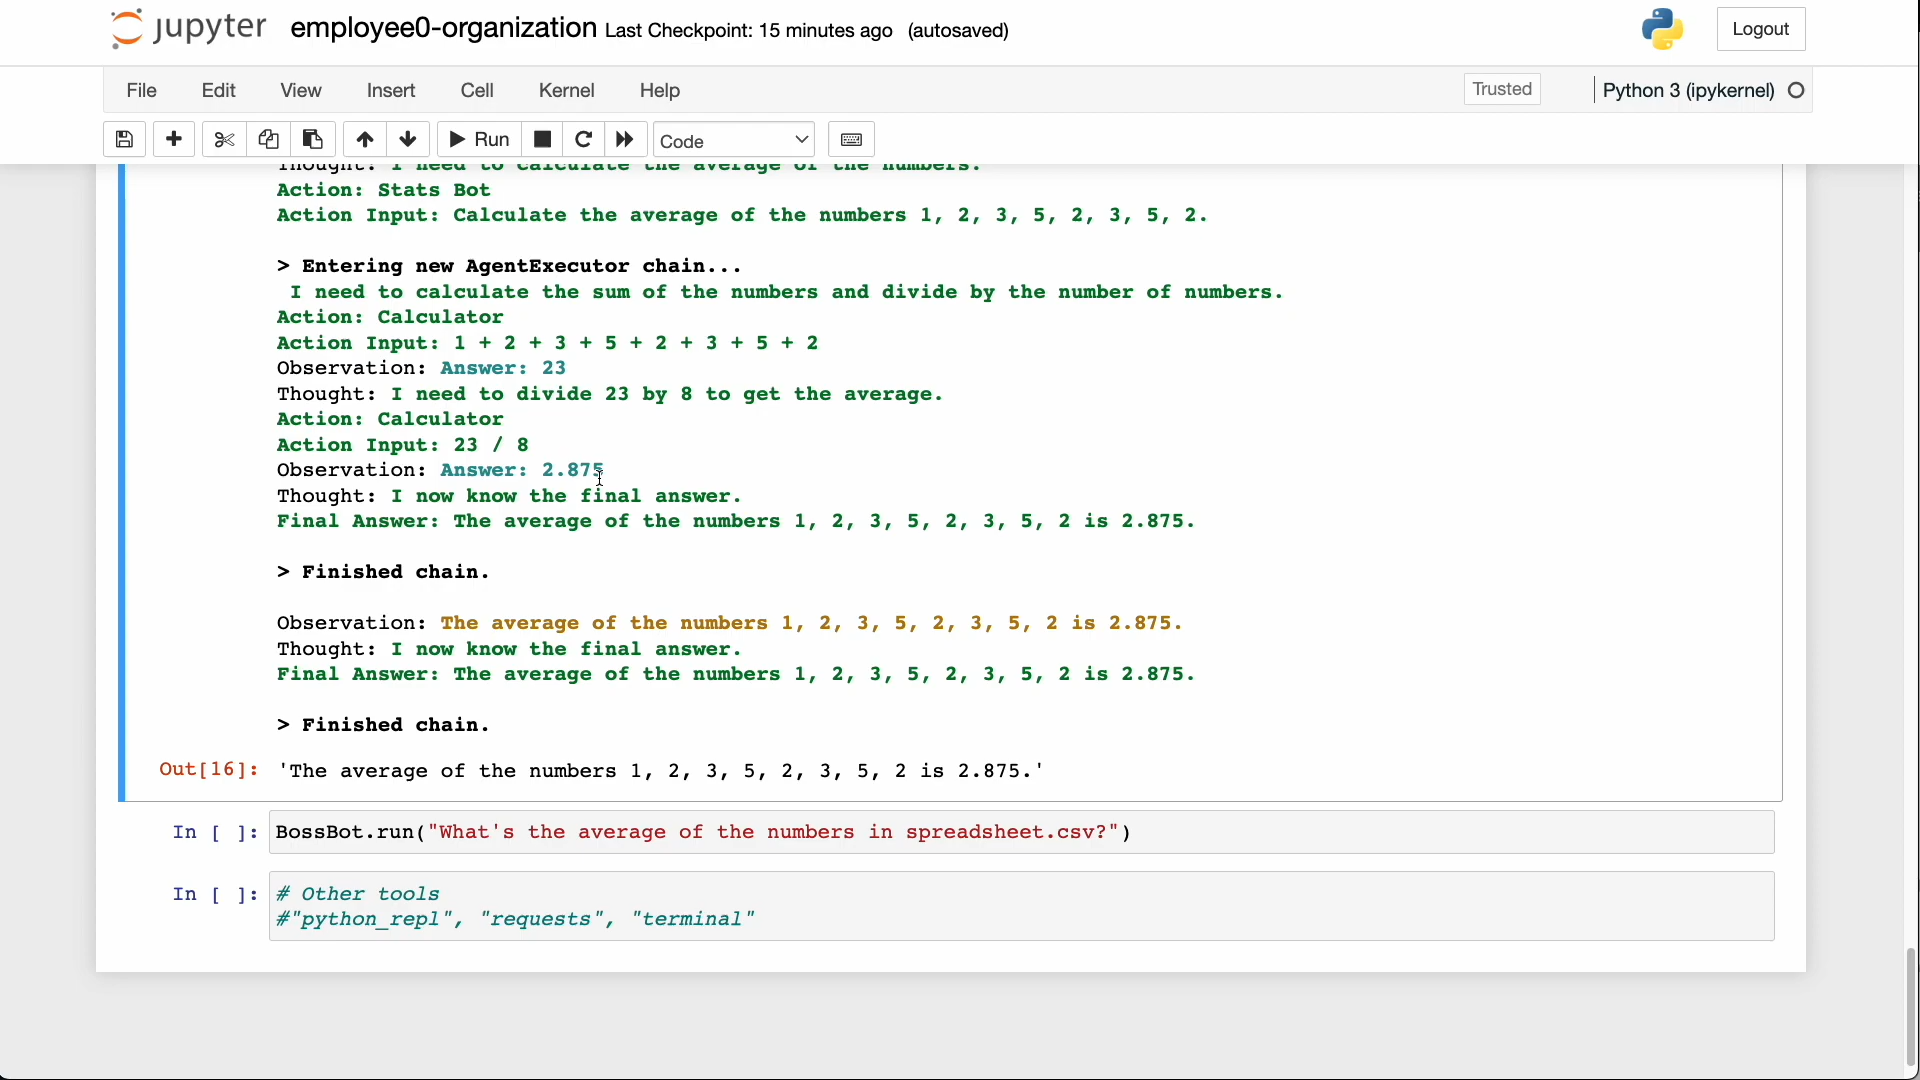 jupyter employee0-organization Last Checkpoint: 15 minutes ago (autosaved) Logout
File Edit View Insert Cell Kernel Help Trusted Python 3 (ipykernel)
Run Code
Thought: I need to calculate the average of the numbers.
Action: Stats Bot
Action Input: Calculate the average of the numbers 1, 2, 3, 5, 2, 3, 5, 2.
> Entering new AgentExecutor chain...
I need to calculate the sum of the numbers and divide by the number of numbers.
Action: Calculator
Action Input: 1 + 2 + 3 + 5 + 2 + 3 + 5 + 2
Observation: Answer: 23
Thought: I need to divide 23 by 8 to get the average.
Action: Calculator
Action Input: 23 / 8
Observation: Answer: 2.875
Thought: I now know the final answer.
Final Answer: The average of the numbers 1, 2, 3, 5, 2, 3, 5, 2 is 2.875.
> Finished chain.
Observation: The average of the numbers 1, 2, 3, 5, 2, 3, 5, 2 is 2.875.
Thought: I now know the final answer.
Final Answer: The average of the numbers 1, 2, 3, 5, 2, 3, 5, 2 is 2.875.
> Finished chain.
Out[16]: 'The average of the numbers 1, 2, 3, 5, 2, 3, 5, 2 is 2.875.'
In [ ]: BossBot.run("What's the average of the numbers in spreadsheet.csv?")
In [ ]: # Other tools
#"python_repl", "requests", "terminal"